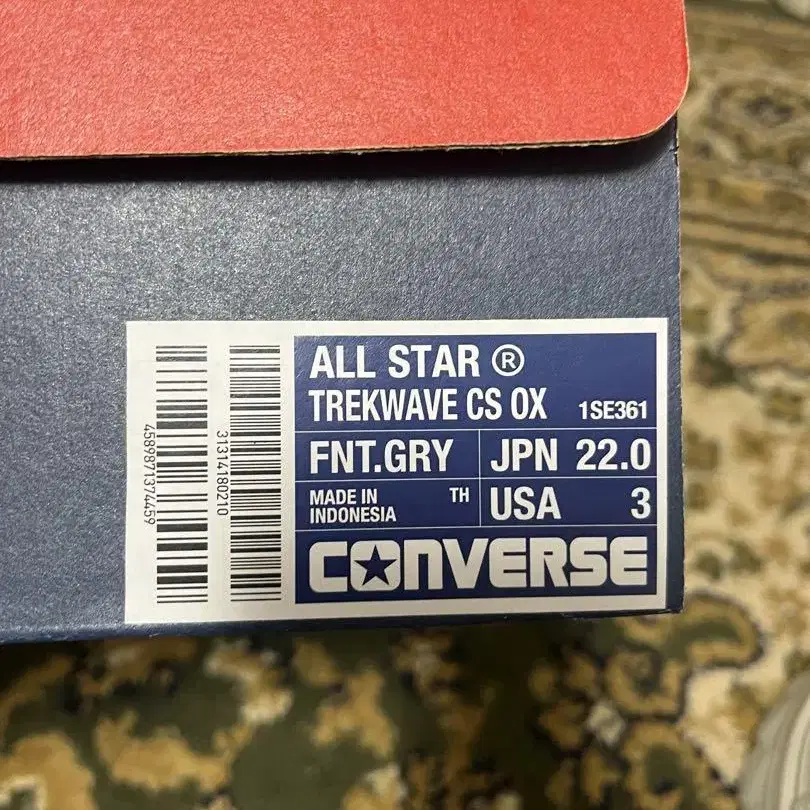 4589871374459
31314180210
ALL STAR ®
TREKWAVE CS OX 1SE361
FNT.GRY JPN 22.0
MADE IN INDONESIA TH USA 3
CONVERSE